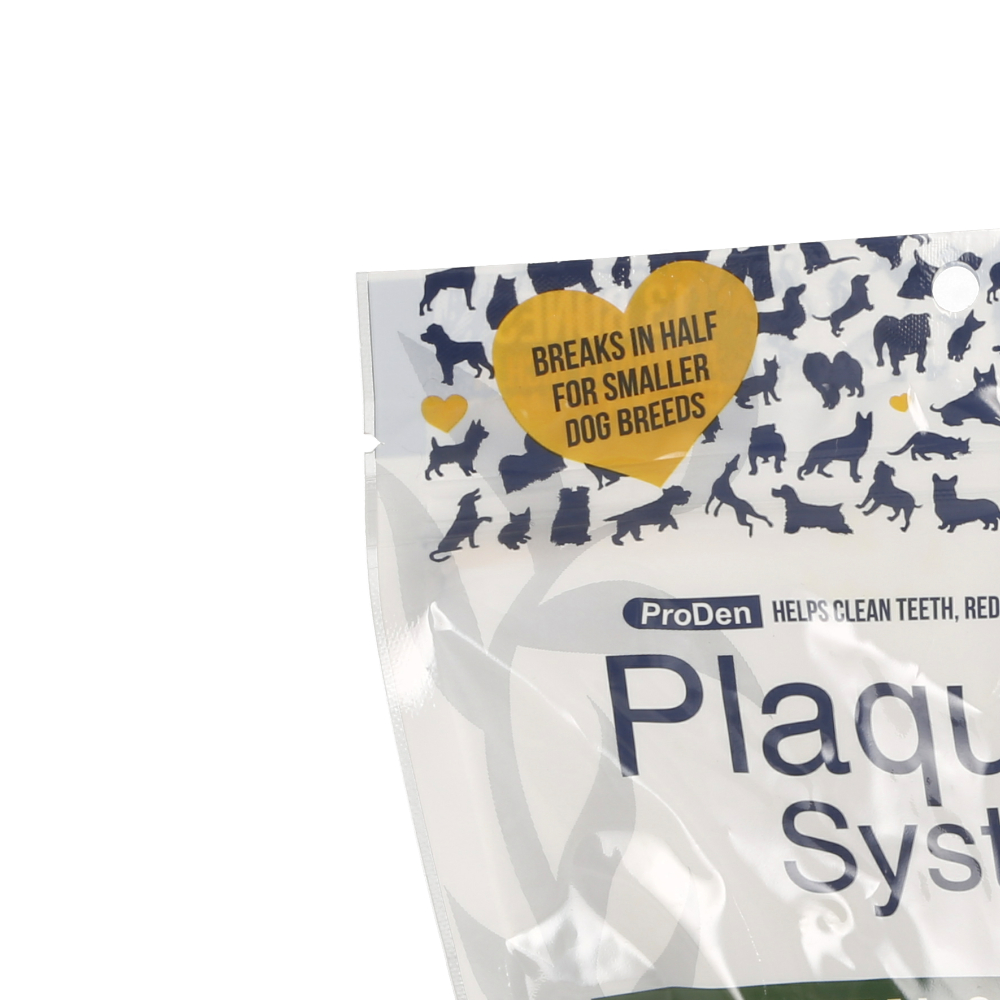 BREAKS IN HALF
FOR SMALLER
DOG BREEDS
ProDen HELPS CLEAN TEETH, RED
Plaqu
Syst